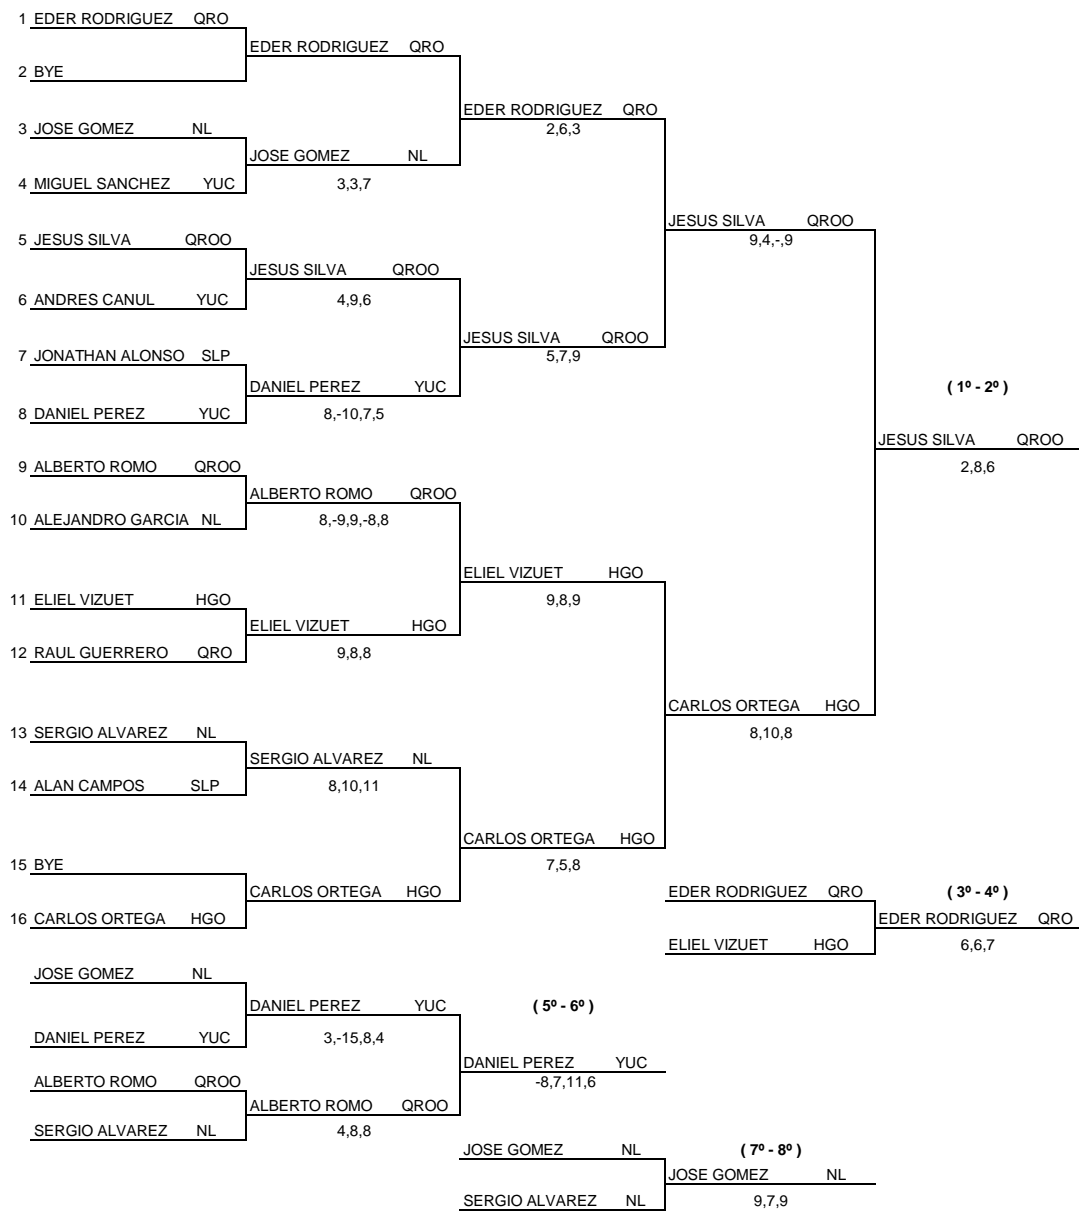 1 EDER RODRIGUEZ QRO
EDER RODRIGUEZ QRO
2 BYE
EDER RODRIGUEZ QRO
2,6,3
3 JOSE GOMEZ NL
JOSE GOMEZ NL
4 MIGUEL SANCHEZ YUC 3,3,7
JESUS SILVA QROO
9,4,-,9
5 JESUS SILVA QROO
JESUS SILVA QROO
6 ANDRES CANUL YUC 4,9,6
JESUS SILVA QROO
5,7,9
7 JONATHAN ALONSO SLP
DANIEL PEREZ YUC ( 1º - 2º )
8 DANIEL PEREZ YUC 8,-10,7,5
JESUS SILVA QROO
2,8,6
9 ALBERTO ROMO QROO
ALBERTO ROMO QROO
10 ALEJANDRO GARCIA NL 8,-9,9,-8,8
ELIEL VIZUET HGO
9,8,9
11 ELIEL VIZUET HGO
ELIEL VIZUET HGO
12 RAUL GUERRERO QRO 9,8,8
CARLOS ORTEGA HGO
8,10,8
13 SERGIO ALVAREZ NL
SERGIO ALVAREZ NL
14 ALAN CAMPOS SLP 8,10,11
CARLOS ORTEGA HGO
7,5,8
15 BYE
CARLOS ORTEGA HGO EDER RODRIGUEZ QRO ( 3º - 4º )
16 CARLOS ORTEGA HGO EDER RODRIGUEZ QRO
ELIEL VIZUET HGO 6,6,7
JOSE GOMEZ NL
DANIEL PEREZ YUC ( 5º - 6º )
DANIEL PEREZ YUC 3,-15,8,4
DANIEL PEREZ YUC
-8,7,11,6
ALBERTO ROMO QROO
ALBERTO ROMO QROO
SERGIO ALVAREZ NL 4,8,8
JOSE GOMEZ NL ( 7º - 8º )
JOSE GOMEZ NL
SERGIO ALVAREZ NL 9,7,9